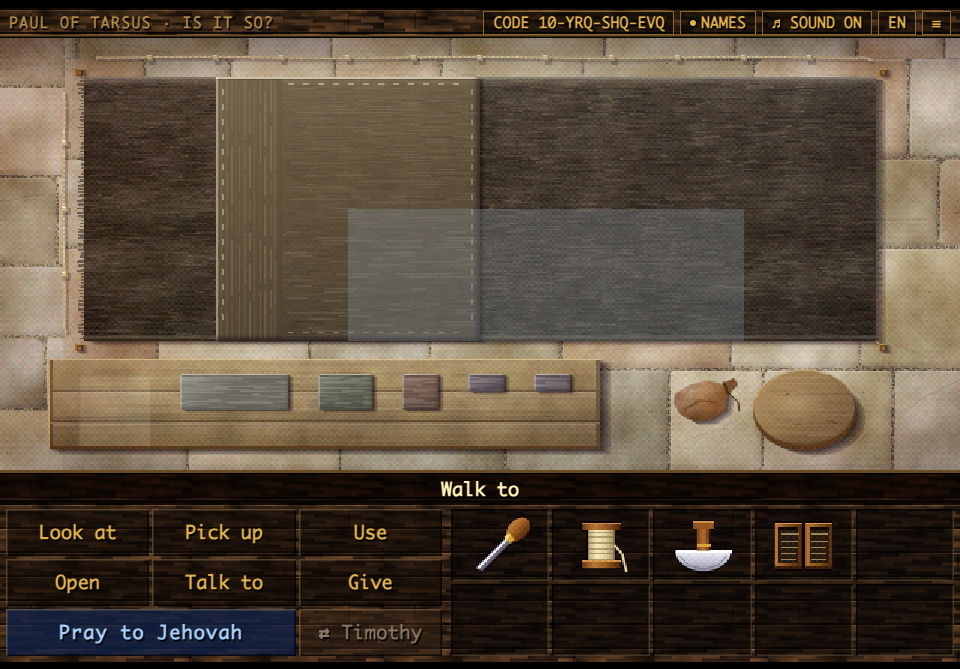 PAUL OF TARSUS · IS IT SO?
CODE 10-YRQ-SHQ-EVQ
• NAMES
♬ SOUND ON
EN
≡
Walk to
Look at
Pick up
Use
Open
Talk to
Give
Pray to Jehovah
⇄ Timothy